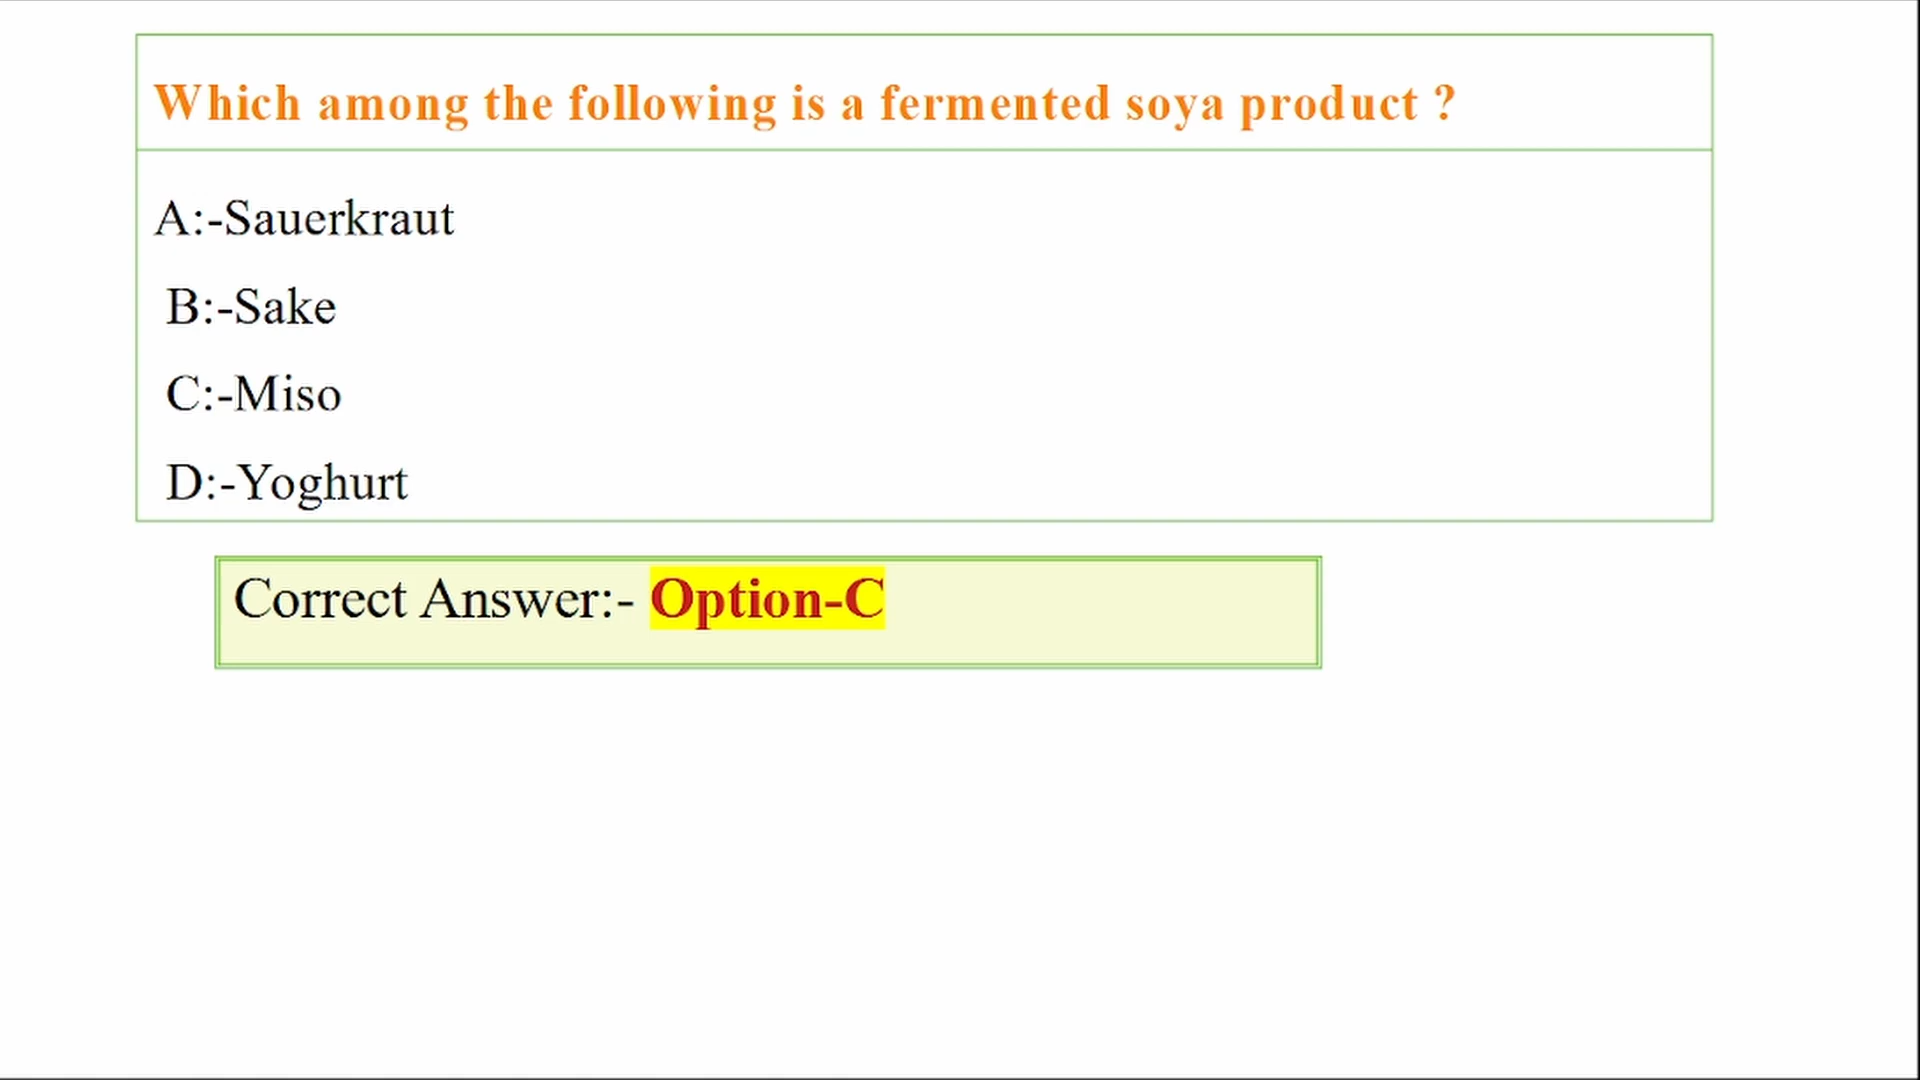 Which among the following is a fermented soya product ?
A:-Sauerkraut
B:-Sake
C:-Miso
D:-Yoghurt
Correct Answer:- Option-C